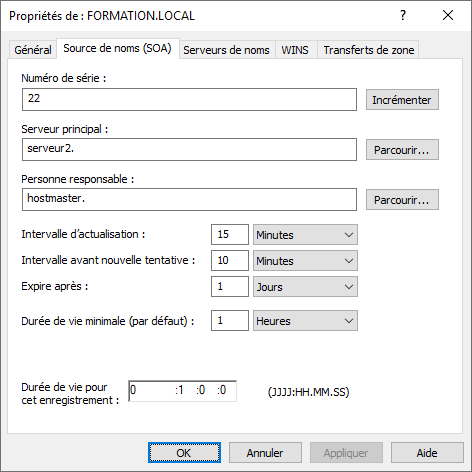 Propriétés de : FORMATION.LOCAL ? ×
Général Source de noms (SOA) Serveurs de noms WINS Transferts de zone
Numéro de série :
22 Incrémenter
Serveur principal :
serveur2. Parcourir...
Personne responsable :
hostmaster. Parcourir...
Intervalle d'actualisation : 15 Minutes
Intervalle avant nouvelle tentative : 10 Minutes
Expire après : 1 Jours
Durée de vie minimale (par défaut) : 1 Heures
Durée de vie pour
cet enregistrement : 0 :1 :0 :0 (JJJJ:HH.MM.SS)
OK Annuler Appliquer Aide